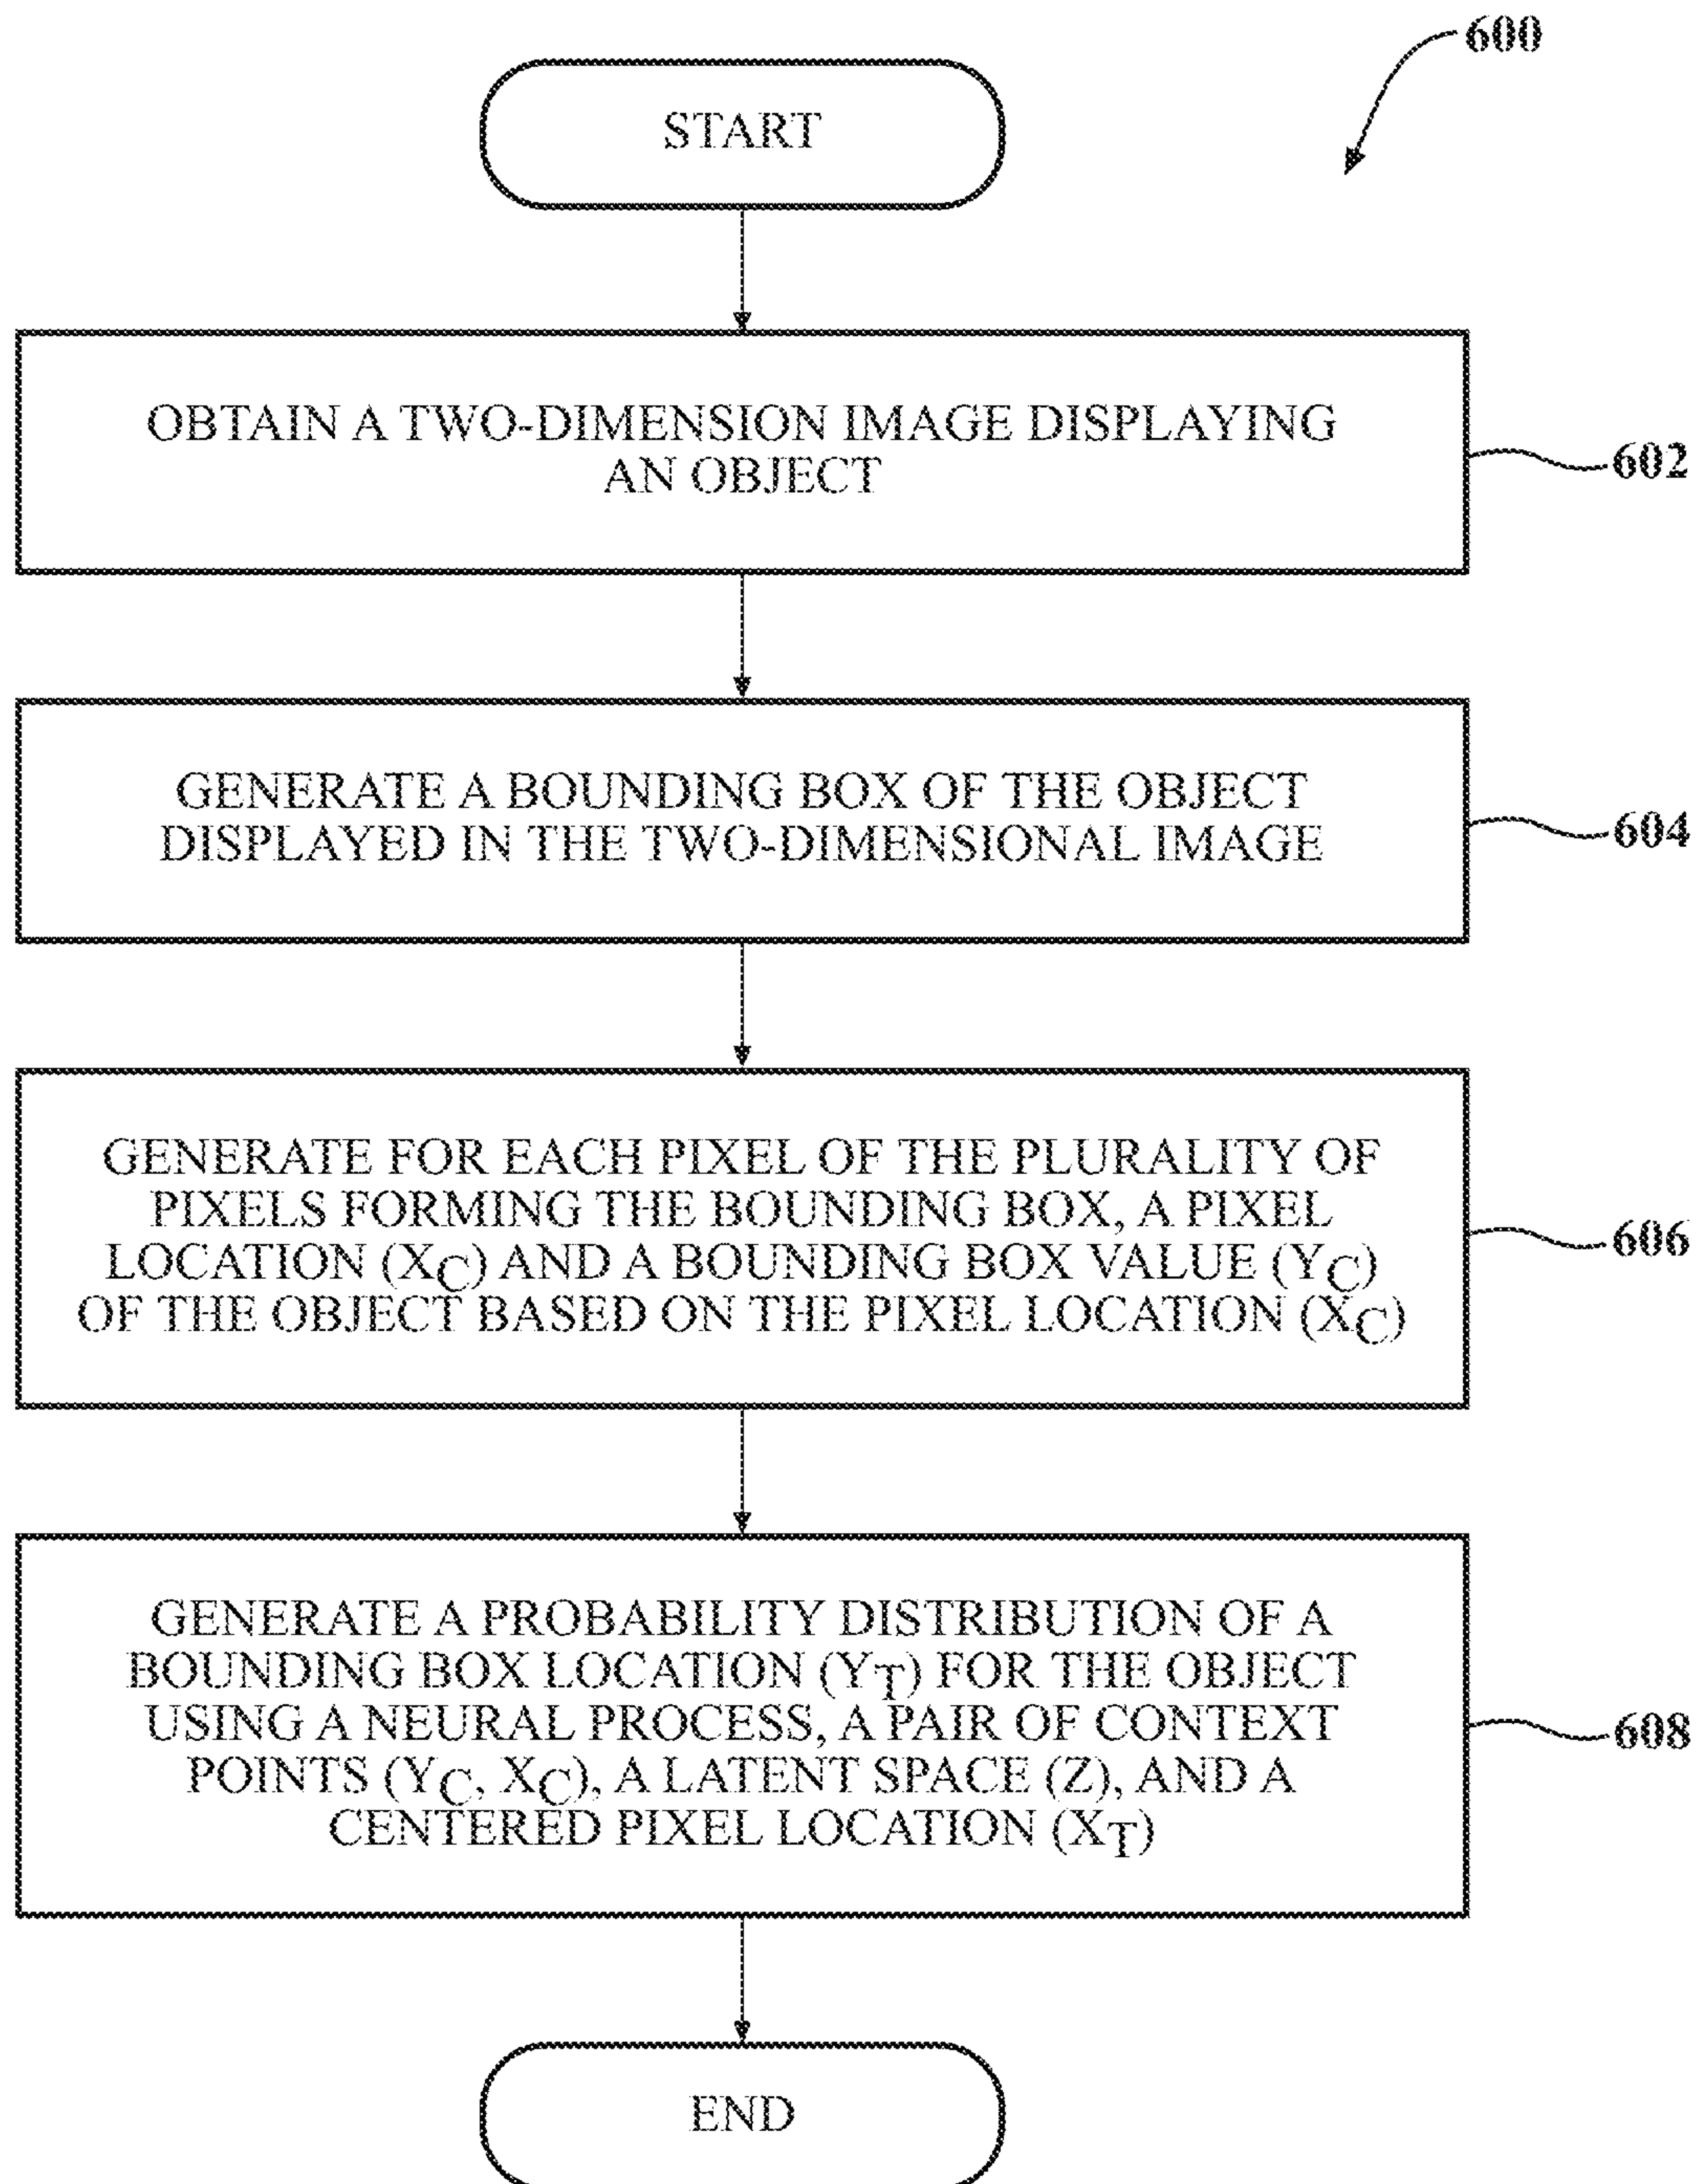 600
START
OBTAIN A TWO-DIMENSION IMAGE DISPLAYING
AN OBJECT
602
GENERATE A BOUNDING BOX OF THE OBJECT
DISPLAYED IN THE TWO-DIMENSIONAL IMAGE
604
GENERATE FOR EACH PIXEL OF THE PLURALITY OF
PIXELS FORMING THE BOUNDING BOX, A PIXEL
LOCATION (XC) AND A BOUNDING BOX VALUE (YC)
OF THE OBJECT BASED ON THE PIXEL LOCATION (XC)
606
GENERATE A PROBABILITY DISTRIBUTION OF A
BOUNDING BOX LOCATION (YT) FOR THE OBJECT
USING A NEURAL PROCESS, A PAIR OF CONTEXT
POINTS (YC, XC), A LATENT SPACE (Z), AND A
CENTERED PIXEL LOCATION (XT)
608
END